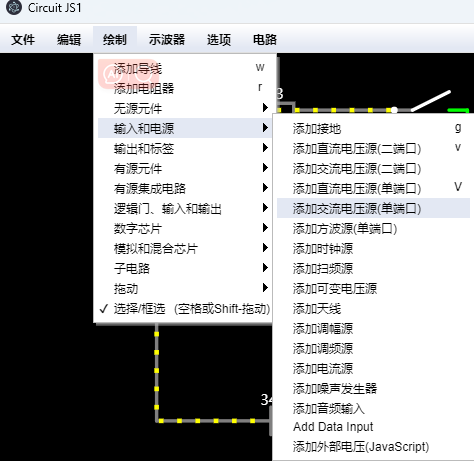 Circuit JS1
文件 编辑 绘制 示波器 选项 电路
添加导线 w
添加电阻器 r
无源元件
输入和电源
输出和标签
有源元件
有源集成电路
逻辑门、输入和输出
数字芯片
模拟和混合芯片
子电路
拖动
✓ 选择/框选 (空格或Shift-拖动)
添加接地 g
添加直流电压源(二端口) v
添加交流电压源(二端口)
添加直流电压源(单端口) V
添加交流电压源(单端口)
添加方波源(单端口)
添加时钟源
添加扫频源
添加可变电压源
添加天线
添加调幅源
添加调频源
添加电流源
添加噪声发生器
添加音频输入
Add Data Input
添加外部电压(JavaScript)
3
34